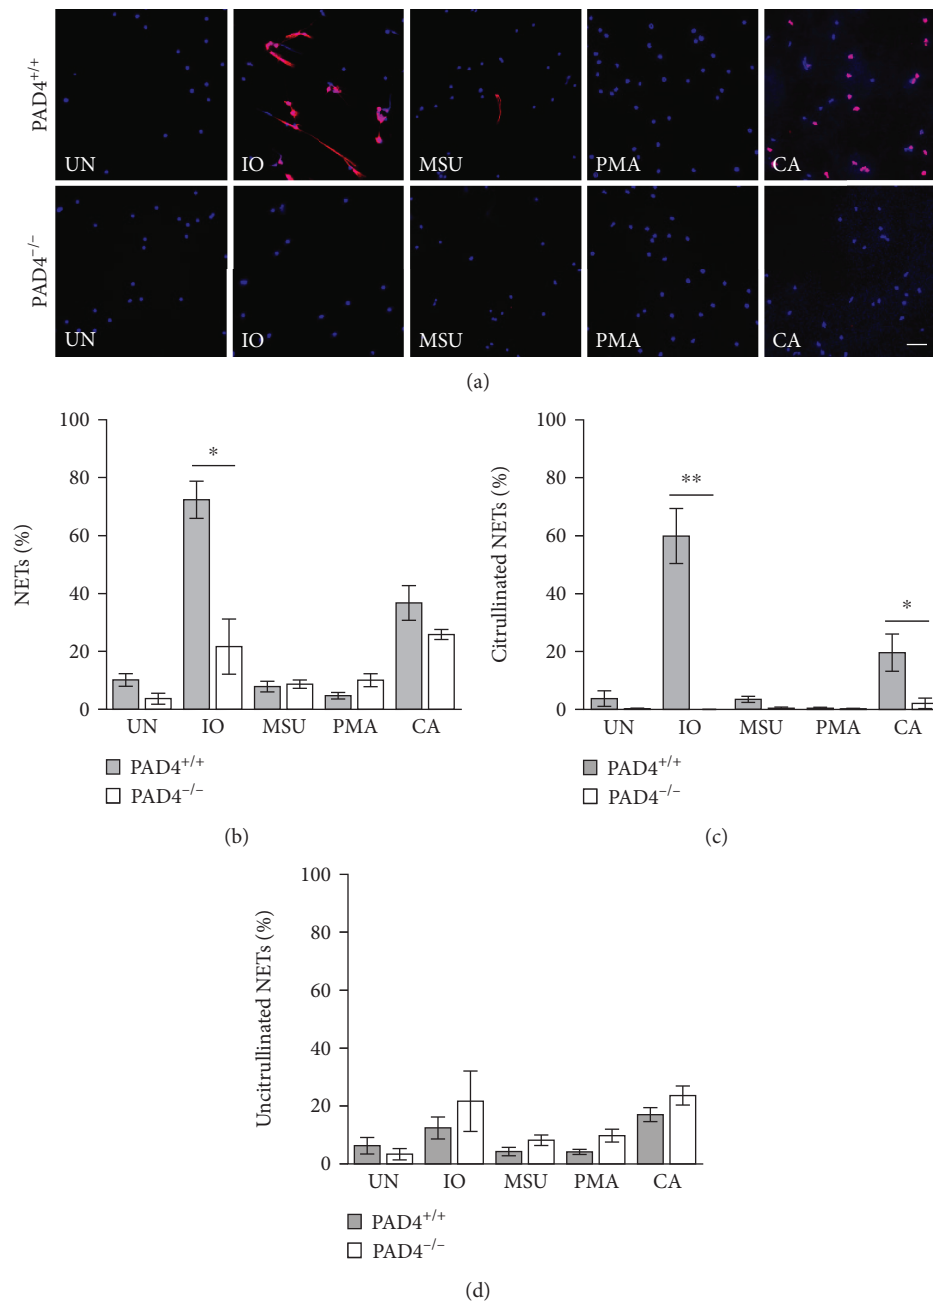 PAD4+/+
UN IO MSU PMA CA
PAD4−/−
UN IO MSU PMA CA
(a)
NETs (%)
100
80
60
40
20
0
*
UN IO MSU PMA CA
PAD4+/+
PAD4−/−
(b)
Citrullinated NETs (%)
100
80
60
40
20
0
**
*
UN IO MSU PMA CA
PAD4+/+
PAD4−/−
(c)
Uncitrullinated NETs (%)
100
80
60
40
20
0
UN IO MSU PMA CA
PAD4+/+
PAD4−/−
(d)